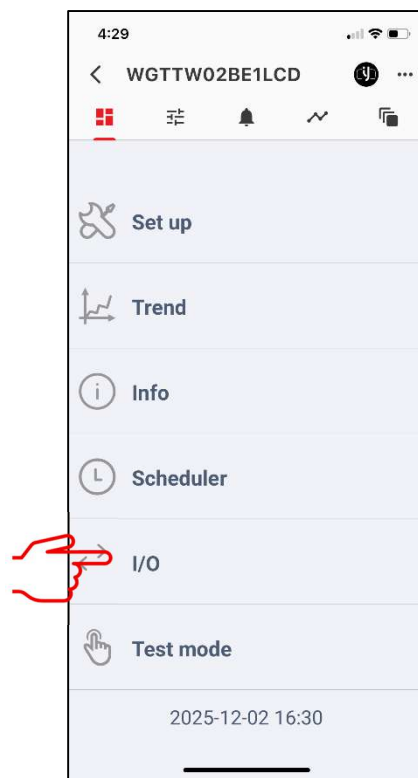 4:29
WGTTW02BE1LCD
Set up
Trend
Info
Scheduler
I/O
Test mode
2025-12-02 16:30